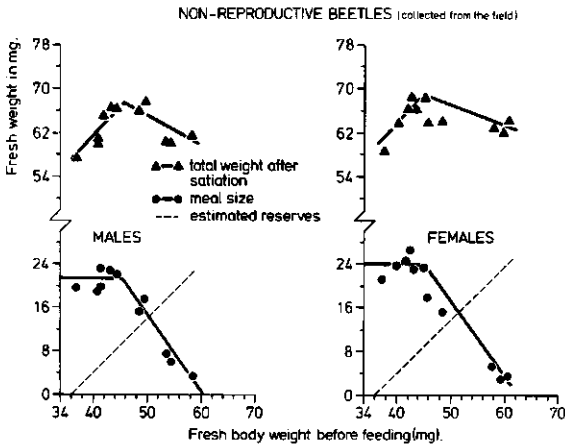 NON-REPRODUCTIVE BEETLES (collected from the field)
Fresh weight in mg.
78
70
62
54
24
16
8
0
34 40 50 60 70
total weight after
satiation
meal size
estimated reserves
MALES
78
70
62
54
24
16
8
0
34 40 50 60 70
FEMALES
Fresh body weight before feeding(mg).